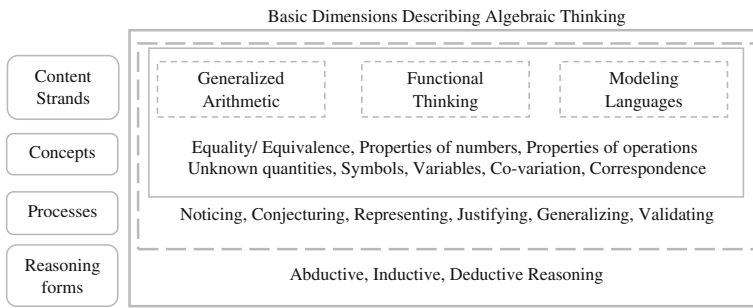 Basic Dimensions Describing Algebraic Thinking
Content
Strands
Generalized
Arithmetic
Functional
Thinking
Modeling
Languages
Concepts
Equality/ Equivalence, Properties of numbers, Properties of operations
Unknown quantities, Symbols, Variables, Co-variation, Correspondence
Processes
Noticing, Conjecturing, Representing, Justifying, Generalizing, Validating
Reasoning
forms
Abductive, Inductive, Deductive Reasoning